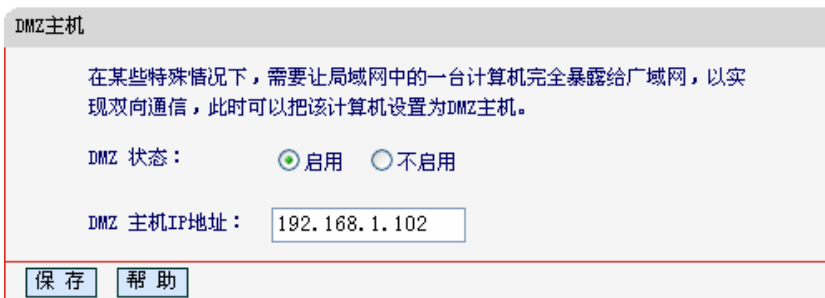 DMZ主机
在某些特殊情况下，需要让局域网中的一台计算机完全暴露给广域网，以实
现双向通信，此时可以把该计算机设置为DMZ主机。
DMZ 状态： 启用 不启用
DMZ 主机IP地址： 192.168.1.102
保 存 帮 助